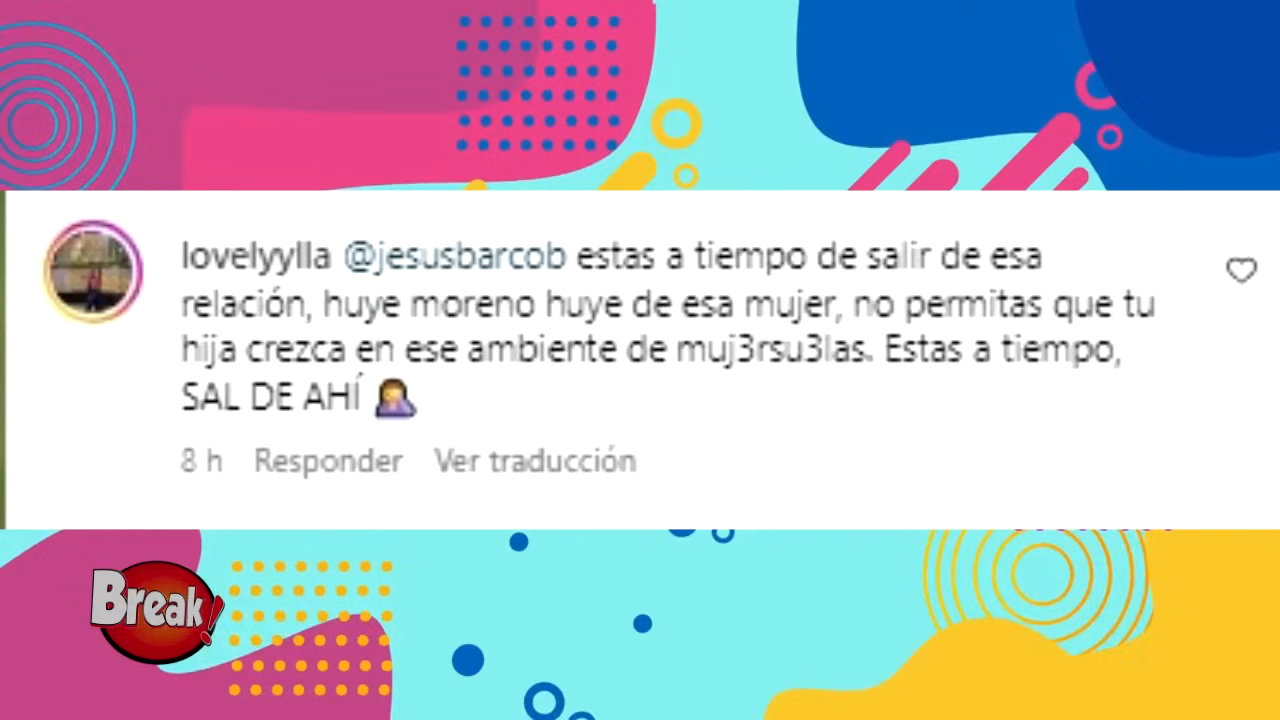 lovelyylla @jesusbarcob estas a tiempo de salir de esa
relación, huye moreno huye de esa mujer, no permitas que tu
hija crezca en ese ambiente de muj3rsu3las. Estas a tiempo,
SAL DE AHÍ 🤦‍♀️
8 h Responder Ver traducción
Break!